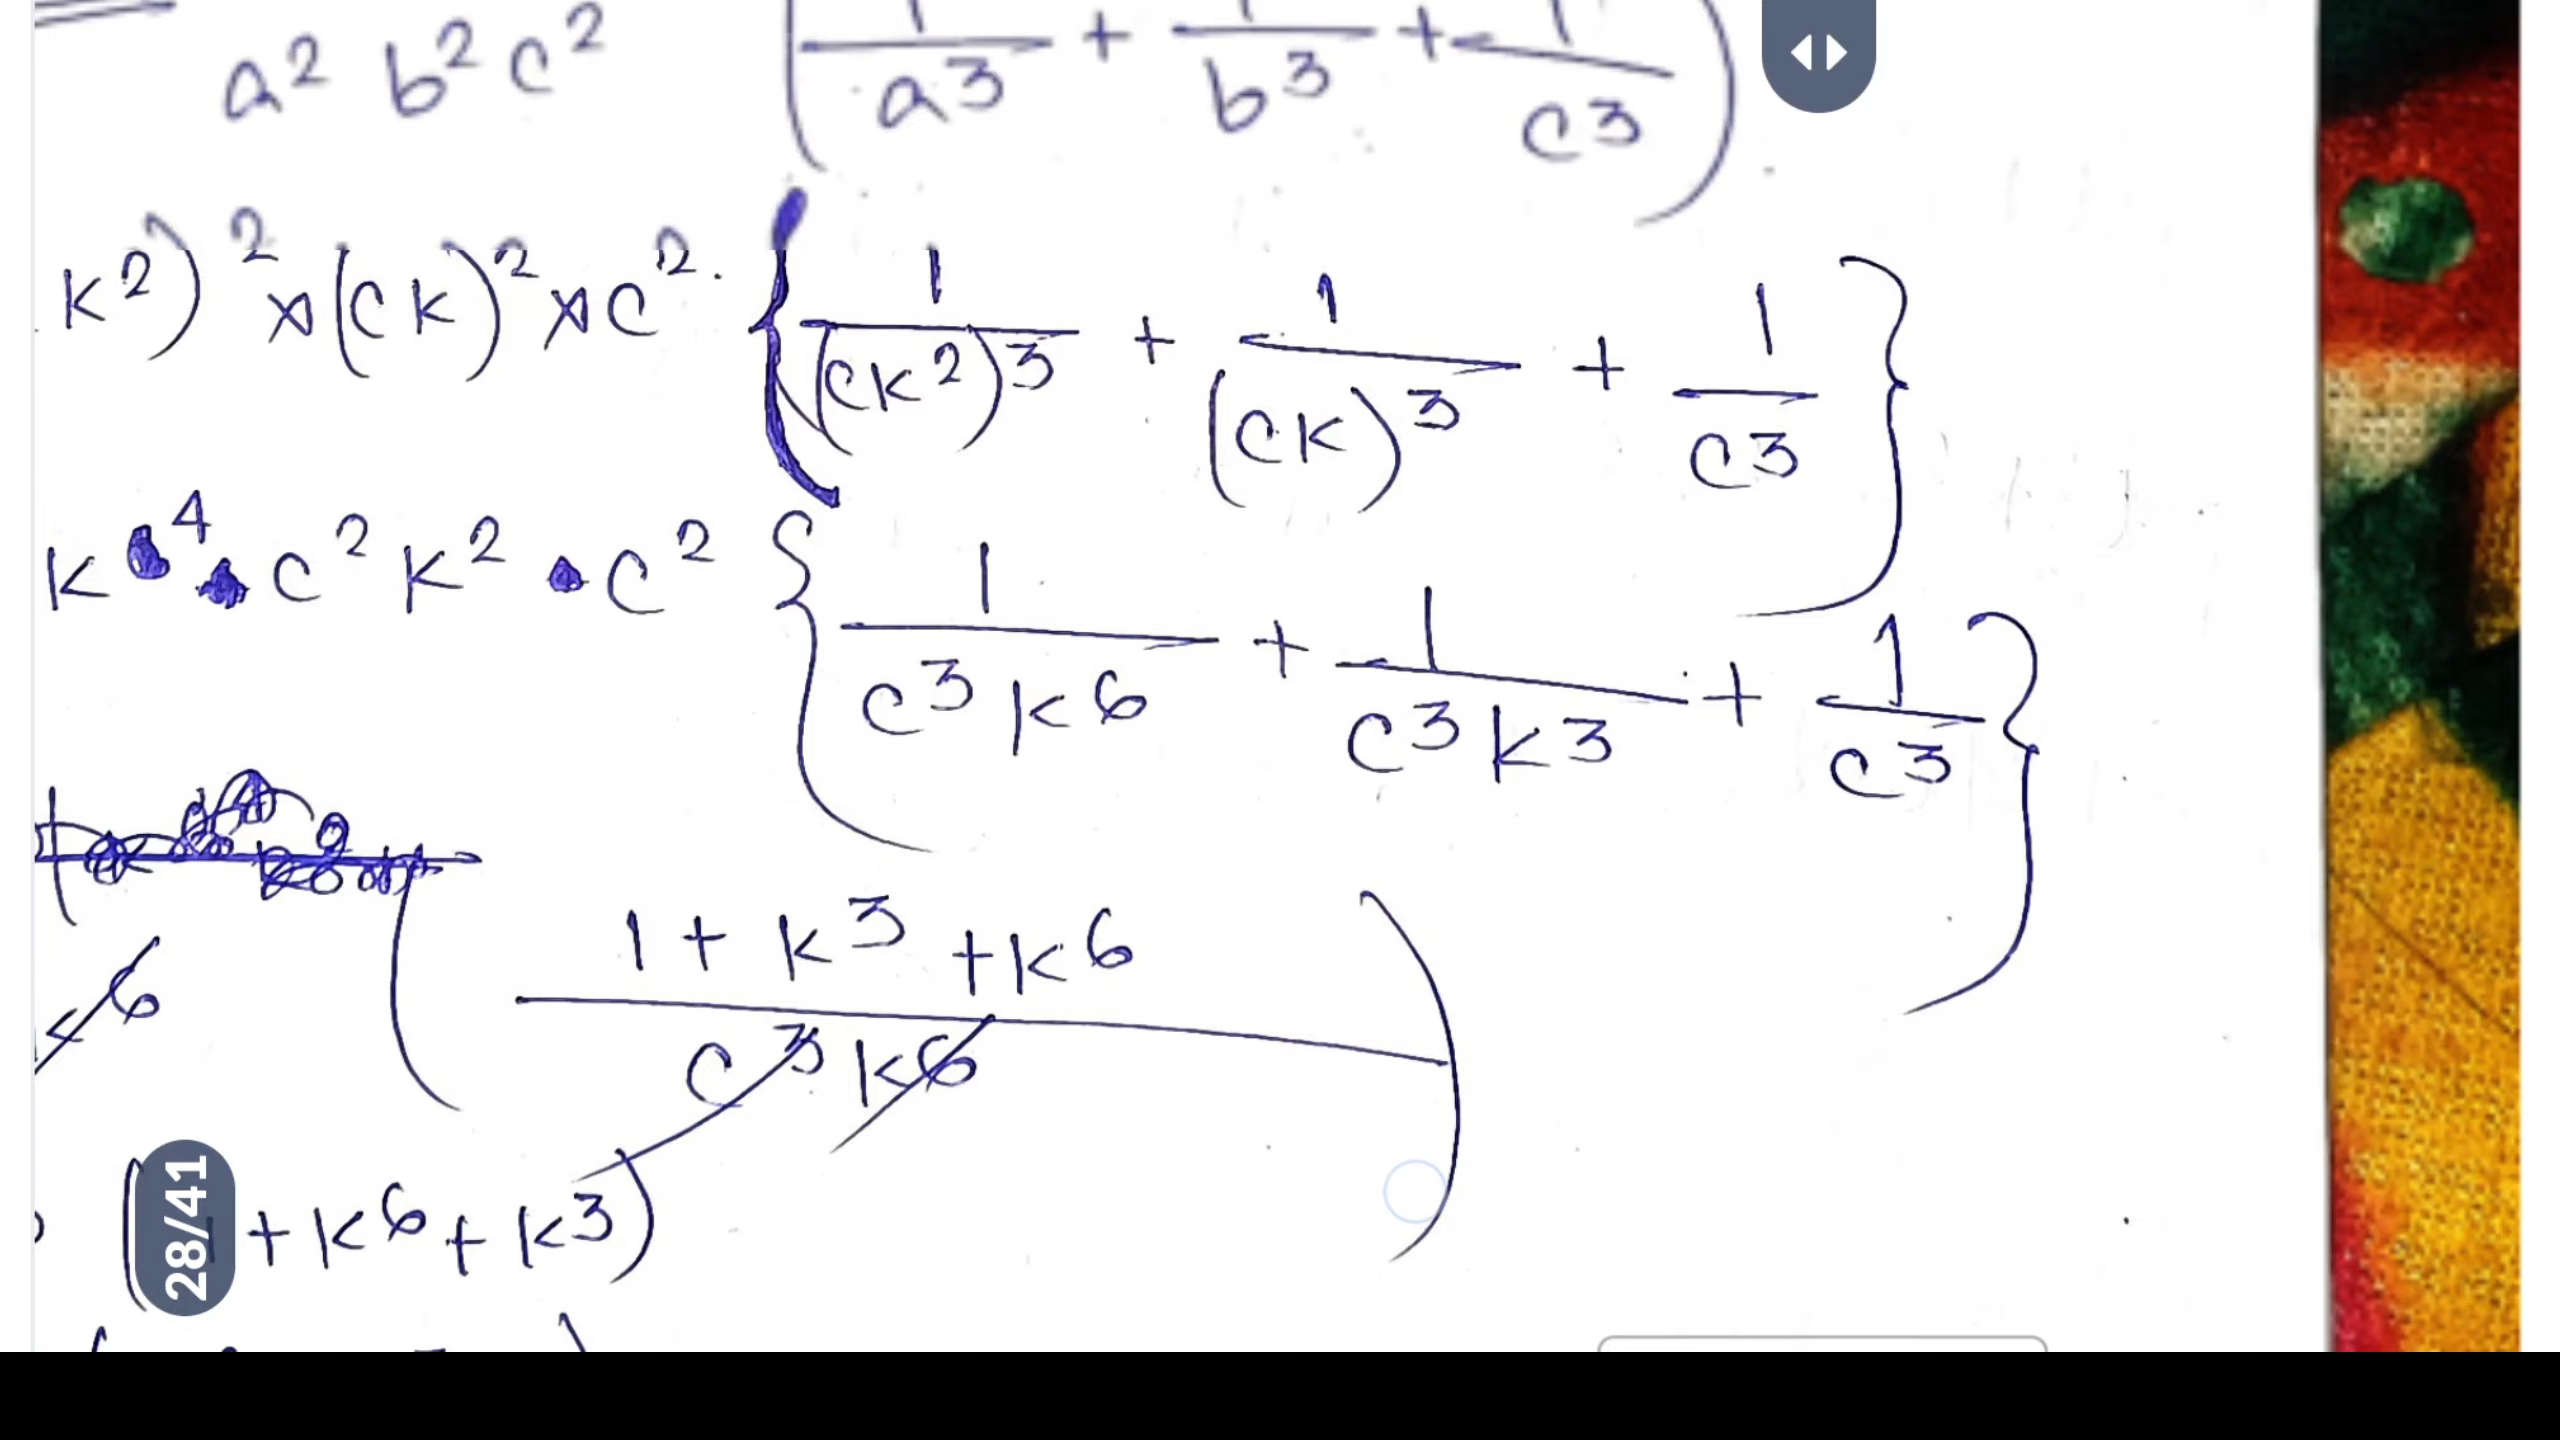 a² b² c² (1/a³ + 1/b³ + 1/c³)
k²)² × (ck)² × c² · {1/(ck²)³ + 1/(ck)³ + 1/c³}
k⁴ · c² k² · c² {1/c³k⁶ + 1/c³k³ + 1/c³}
k⁶ (1 + k³ + k⁶ / c³k⁶)
( + k⁶ + k³)
28/41